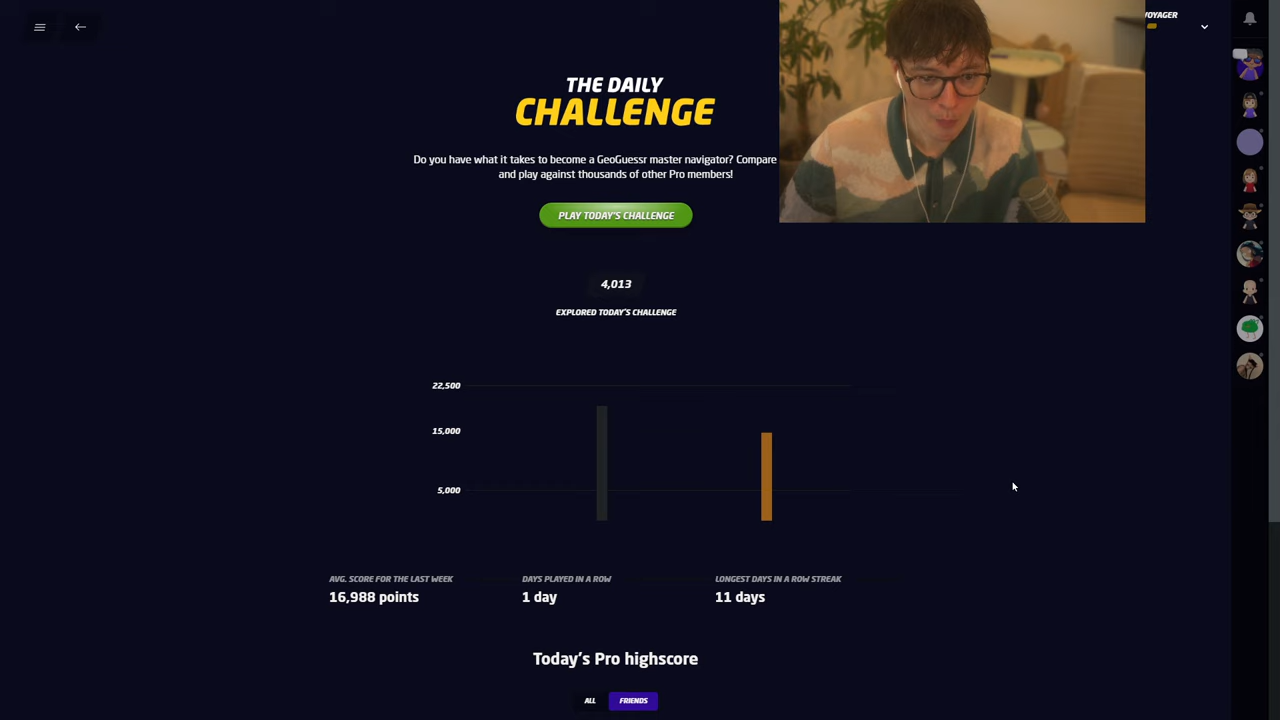 VOYAGER
THE DAILY
CHALLENGE
Do you have what it takes to become a GeoGuessr master navigator? Compare
and play against thousands of other Pro members!
PLAY TODAY'S CHALLENGE
4,013
EXPLORED TODAY'S CHALLENGE
22,500
15,000
5,000
AVG. SCORE FOR THE LAST WEEK
DAYS PLAYED IN A ROW
LONGEST DAYS IN A ROW STREAK
16,988 points
1 day
11 days
Today's Pro highscore
ALL
FRIENDS